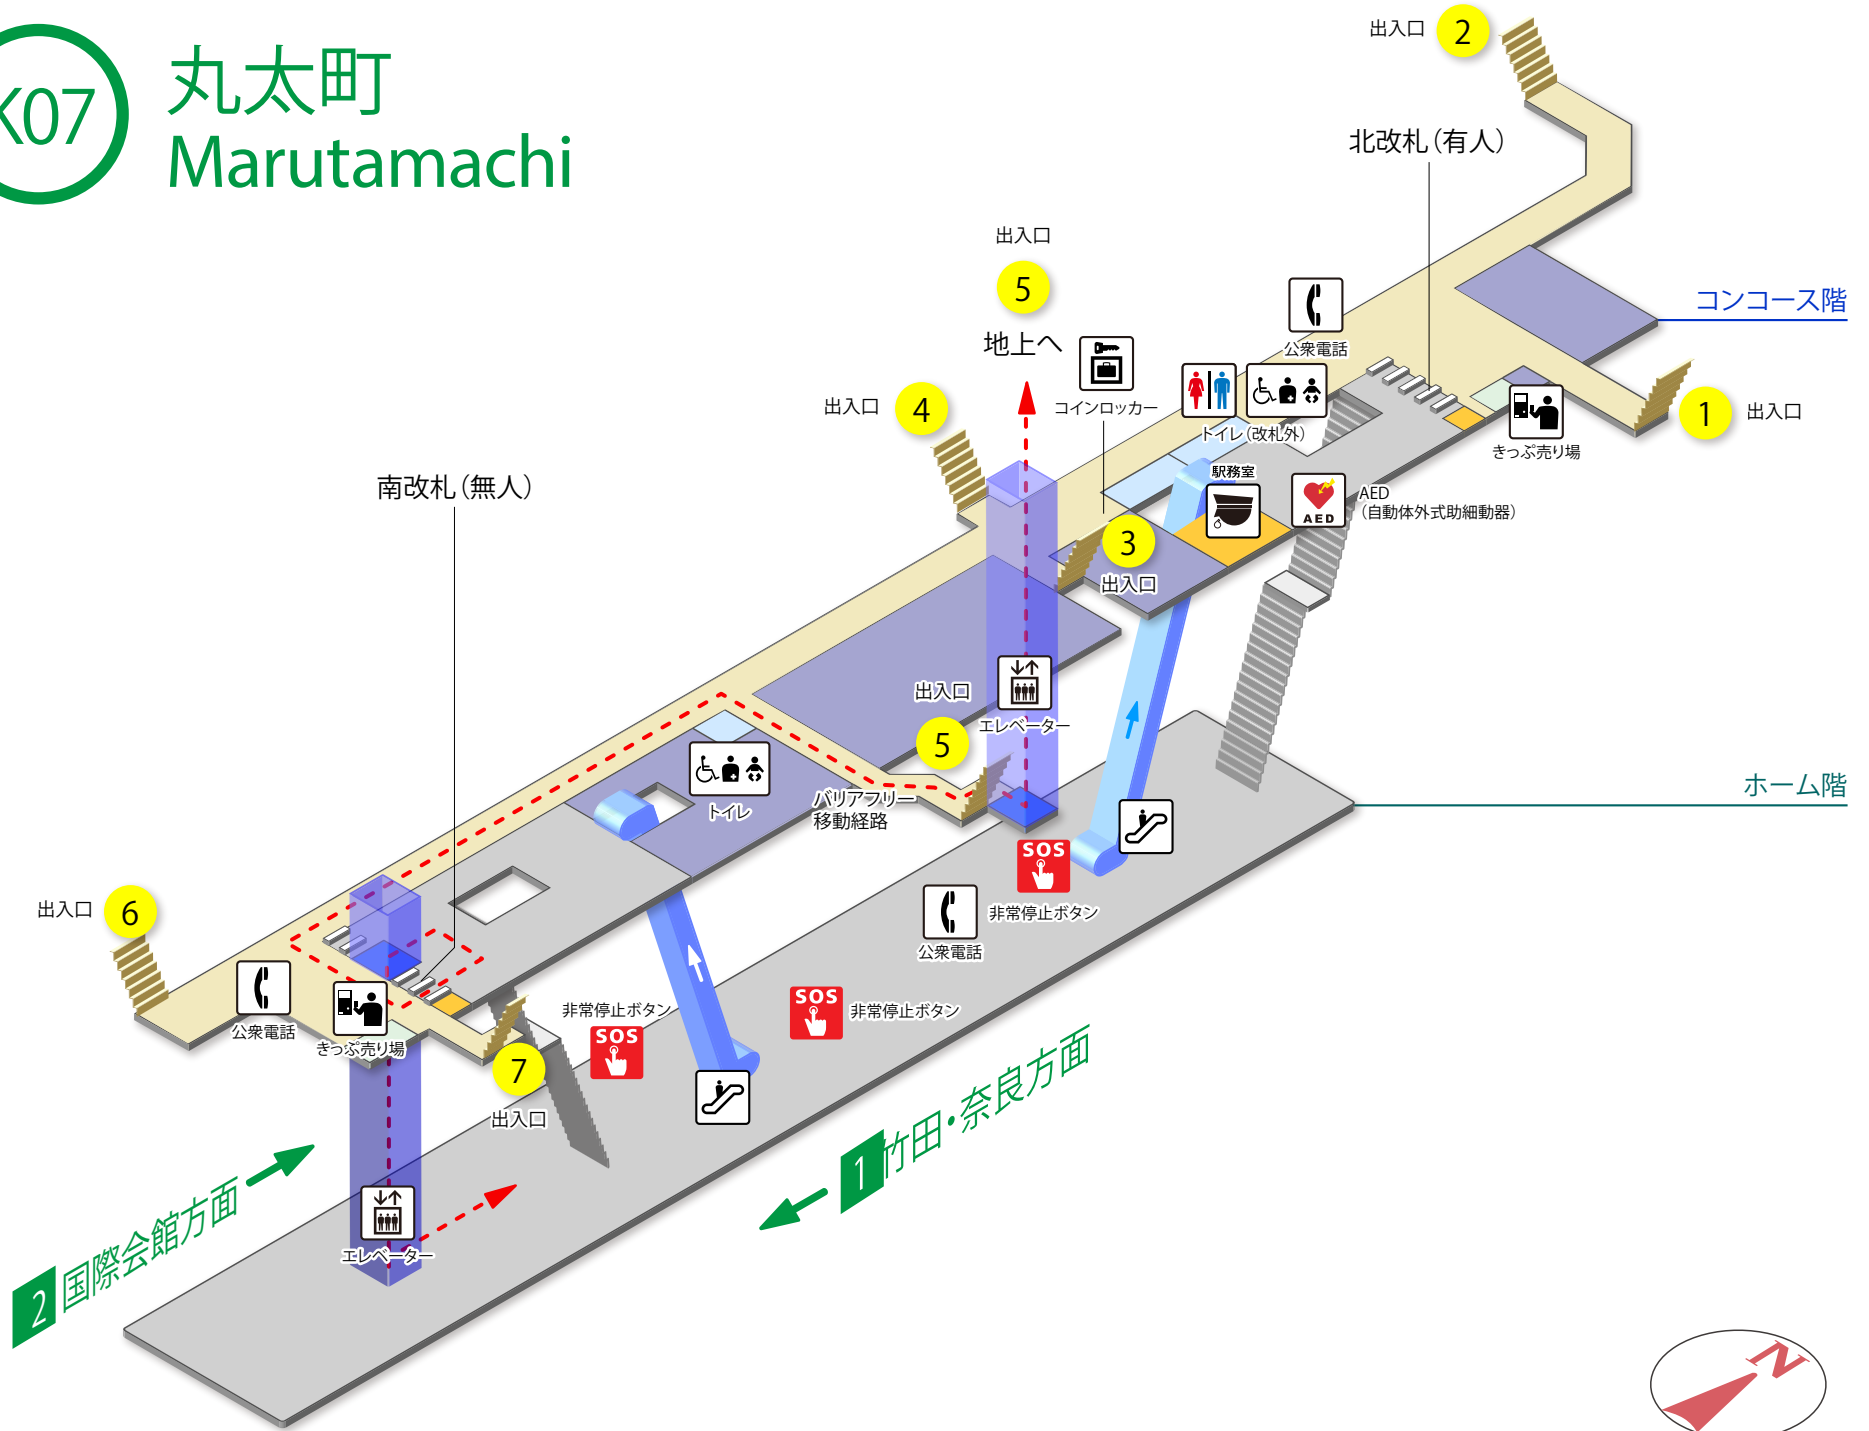 K07
丸太町
Marutamachi
出入口
2
北改札（有人）
出入口
5
地上へ
コンコース階
公衆電話
コインロッカー
トイレ（改札外）
きっぷ売り場
1
出入口
出入口
4
駅務室
AED
AED
（自動体外式助細動器）
南改札（無人）
3
出入口
出入口
5
エレベーター
トイレ
バリアフリー
移動経路
ホーム階
SOS
非常停止ボタン
公衆電話
出入口
6
公衆電話
きっぷ売り場
7
出入口
非常停止ボタン
SOS
SOS
非常停止ボタン
1 竹田・奈良方面
2 国際会館方面
エレベーター
N